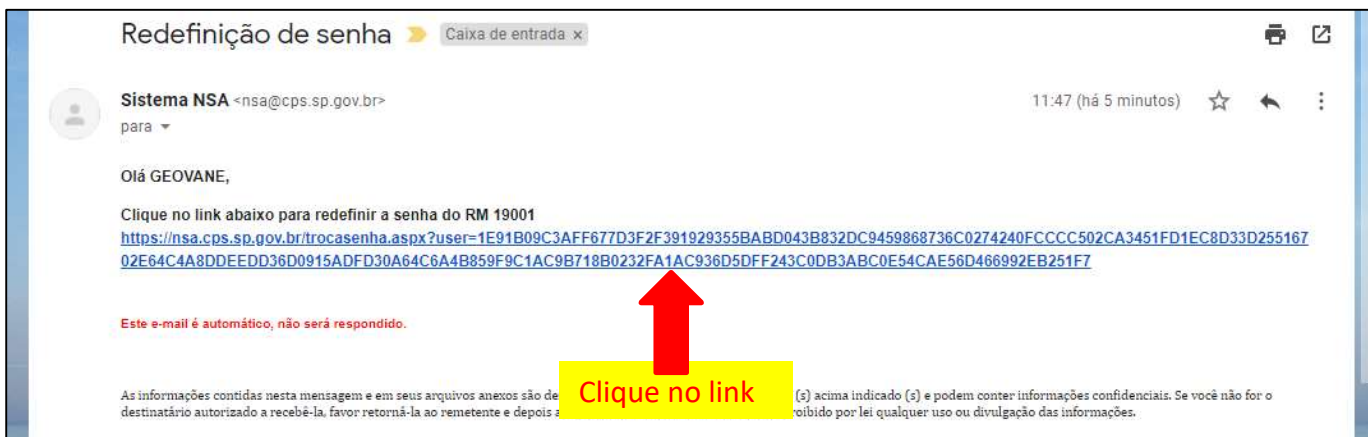 Redefinição de senha Caixa de entrada x
Sistema NSA <nsa@cps.sp.gov.br> 11:47 (há 5 minutos)
para
Olá GEOVANE,
Clique no link abaixo para redefinir a senha do RM 19001
https://nsa.cps.sp.gov.br/trocasenha.aspx?user=1E91B09C3AFF677D3F2F391929355BABD043B832DC9459868736C0274240FCCCC502CA3451FD1EC8D33D255167
02E64C4A8DDEEDD36D0915ADFD30A64C6A4B859F9C1AC9B718B0232FA1AC936D5DFF243C0DB3ABC0E54CAE56D466992EB251F7
Este e-mail é automático, não será respondido.
Clique no link
As informações contidas nesta mensagem e em seus arquivos anexos são de (s) acima indicado (s) e podem conter informações confidenciais. Se você não for o
destinatário autorizado a recebê-la, favor retorná-la ao remetente e depois a oibido por lei qualquer uso ou divulgação das informações.